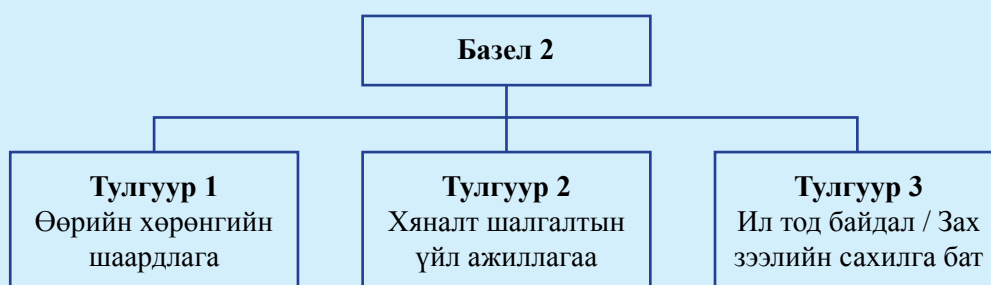 Базел 2
Тулгуур 1
Өөрийн хөрөнгийн
шаардлага
Тулгуур 2
Хяналт шалгалтын
үйл ажиллагаа
Тулгуур 3
Ил тод байдал / Зах
зээлийн сахилга бат